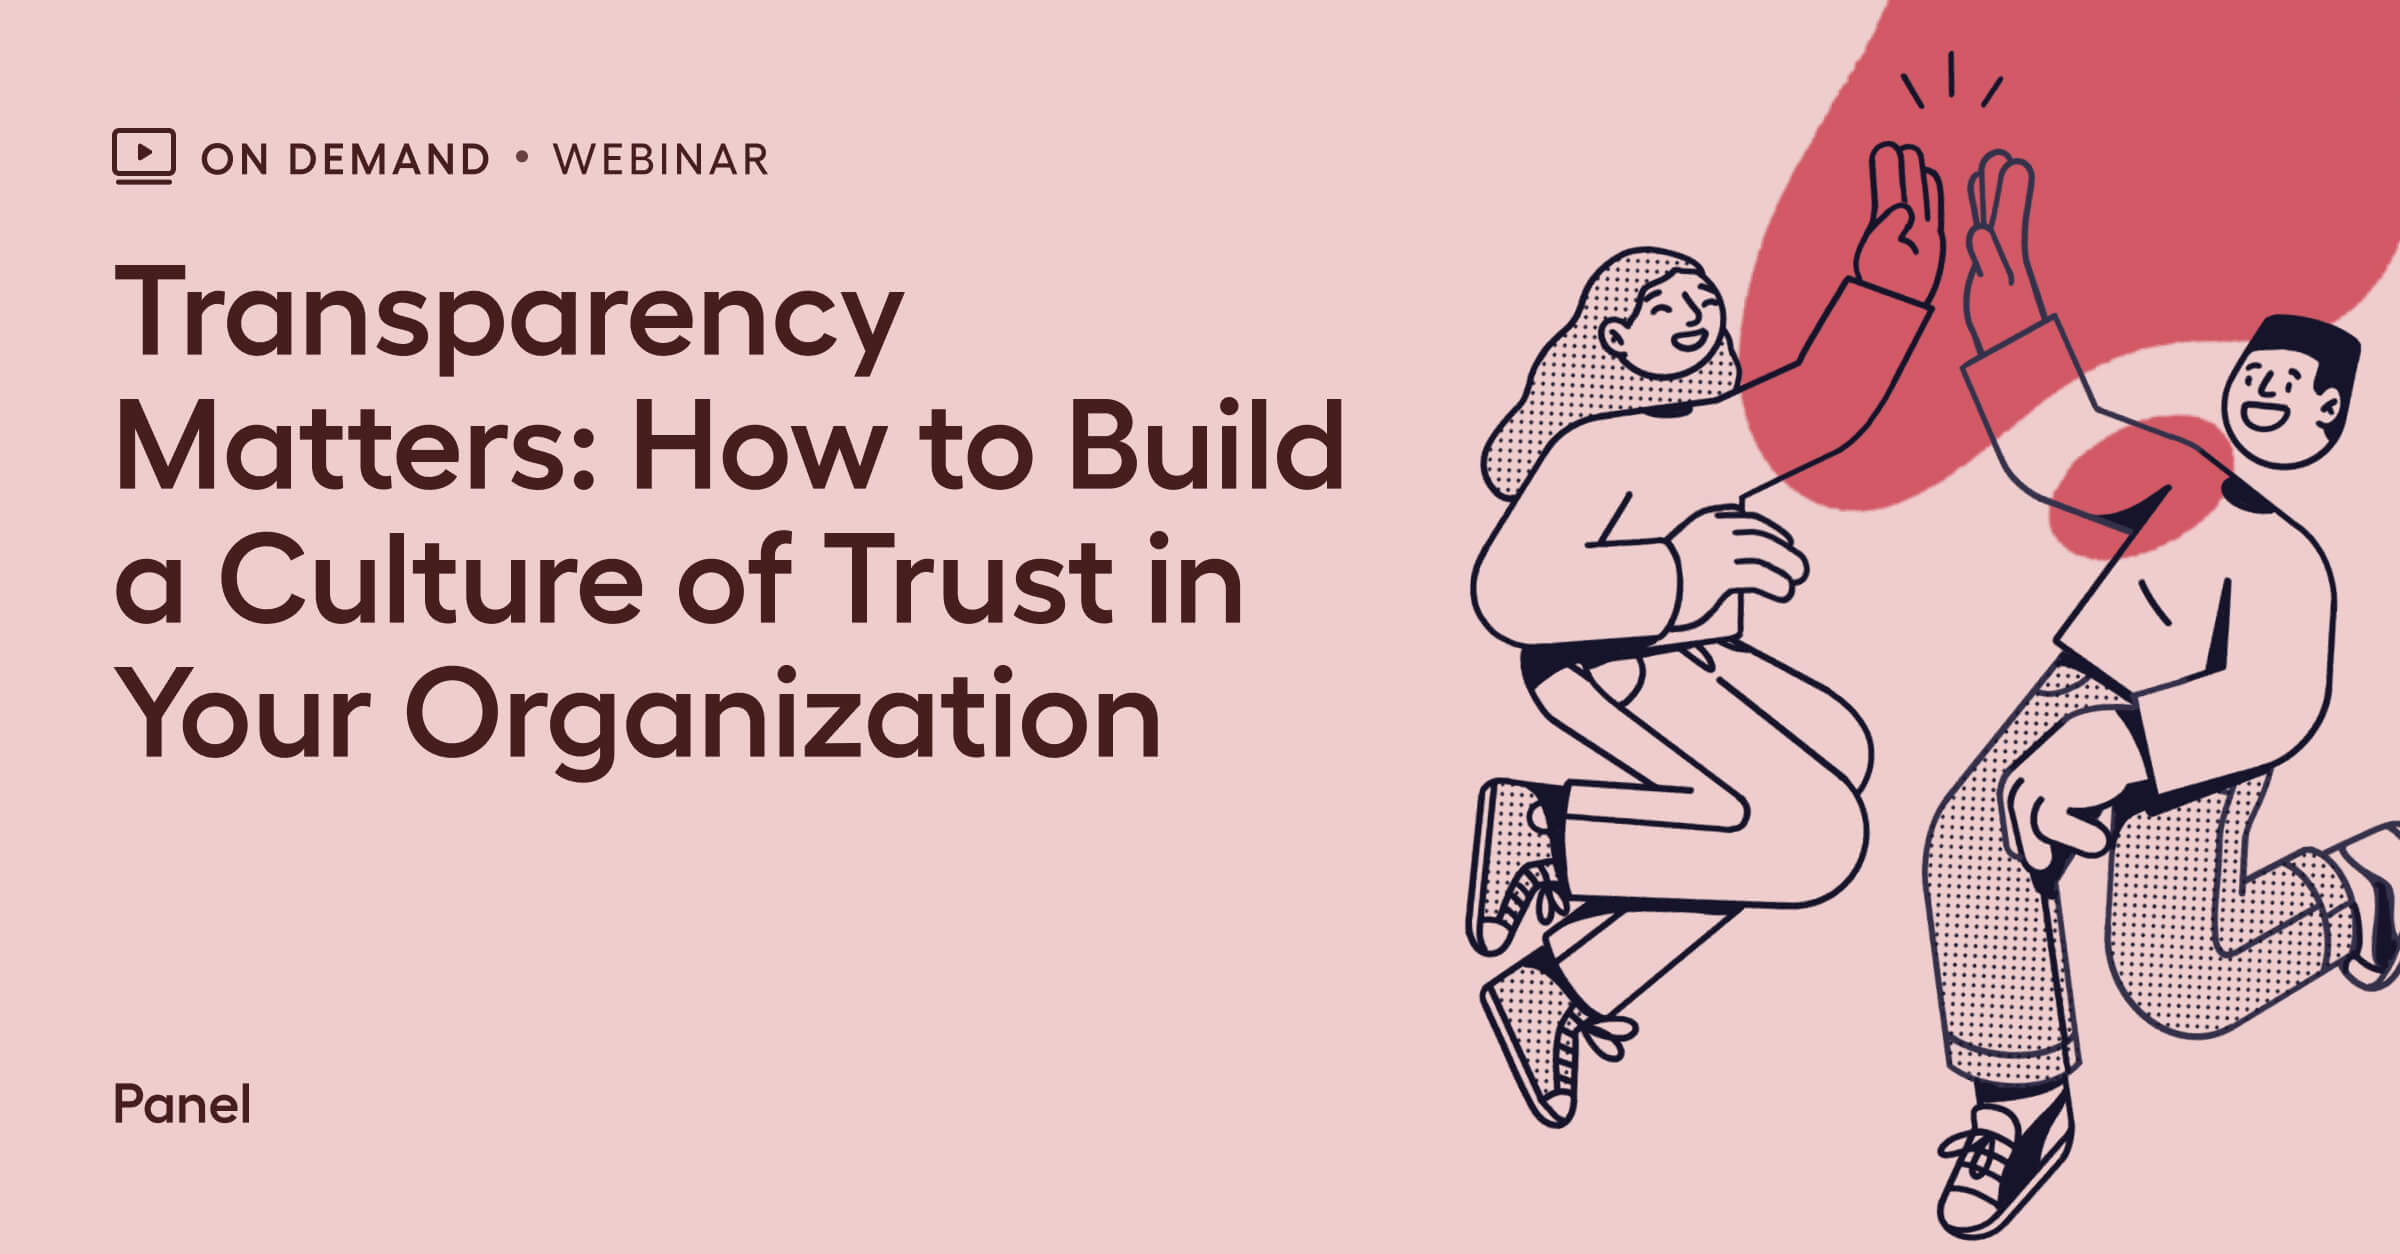 ON DEMAND • WEBINAR
Transparency
Matters: How to Build
a Culture of Trust in
Your Organization
Panel